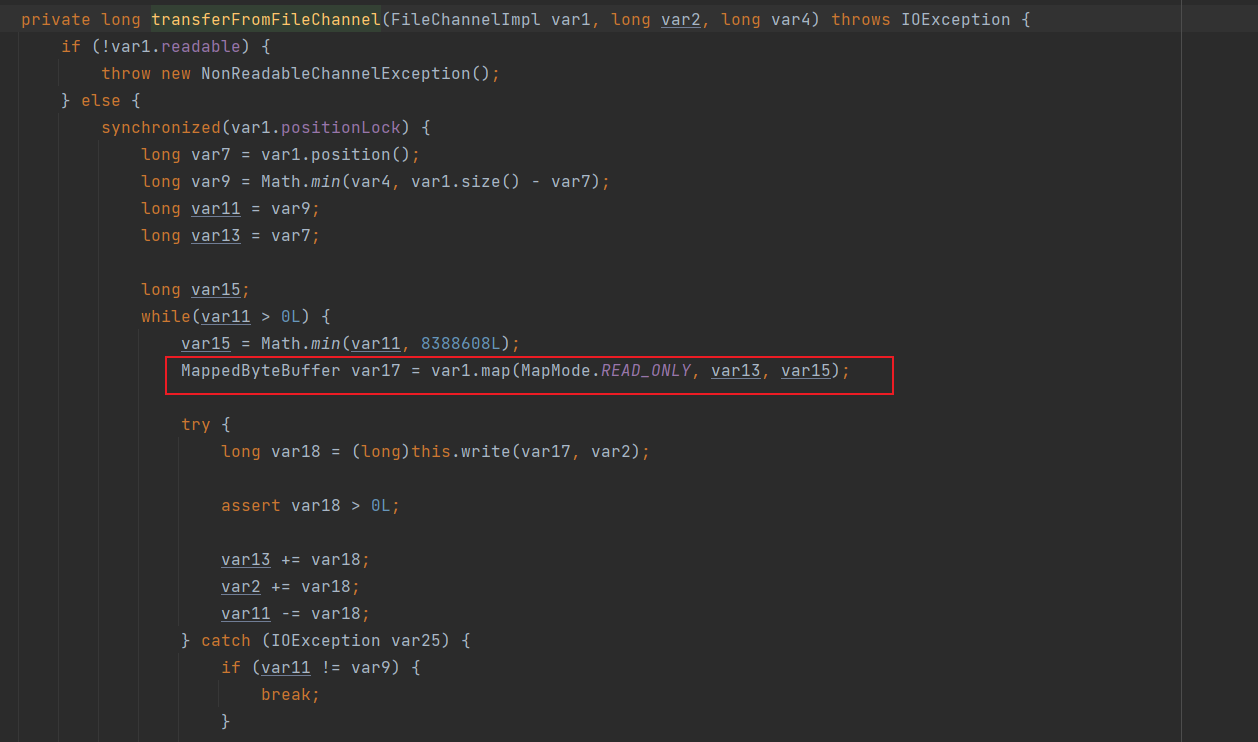 private long transferFromFileChannel(FileChannelImpl var1, long var2, long var4) throws IOException {
if (!var1.readable) {
throw new NonReadableChannelException();
} else {
synchronized(var1.positionLock) {
long var7 = var1.position();
long var9 = Math.min(var4, var1.size() - var7);
long var11 = var9;
long var13 = var7;
long var15;
while(var11 > 0L) {
var15 = Math.min(var11, 8388608L);
MappedByteBuffer var17 = var1.map(MapMode.READ_ONLY, var13, var15);
try {
long var18 = (long)this.write(var17, var2);
assert var18 > 0L;
var13 += var18;
var2 += var18;
var11 -= var18;
} catch (IOException var25) {
if (var11 != var9) {
break;
}